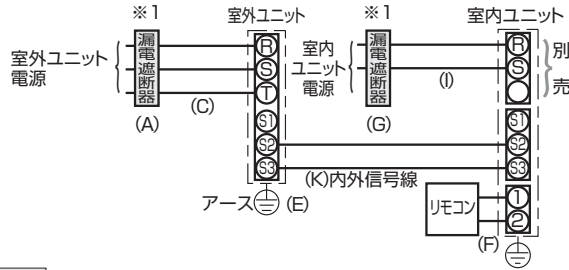 ※1
室外ユニット
※1
室内ユニット
室外ユニット
電源
漏電遮断器
R
S
T
S1
S2
S3
室内
ユニット
電源
漏電遮断器
R
S
S1
S2
S3
1
2
別
売
(A)
(C)
(G)
(I)
(K)内外信号線
アース
(E)
リモコン
(F)